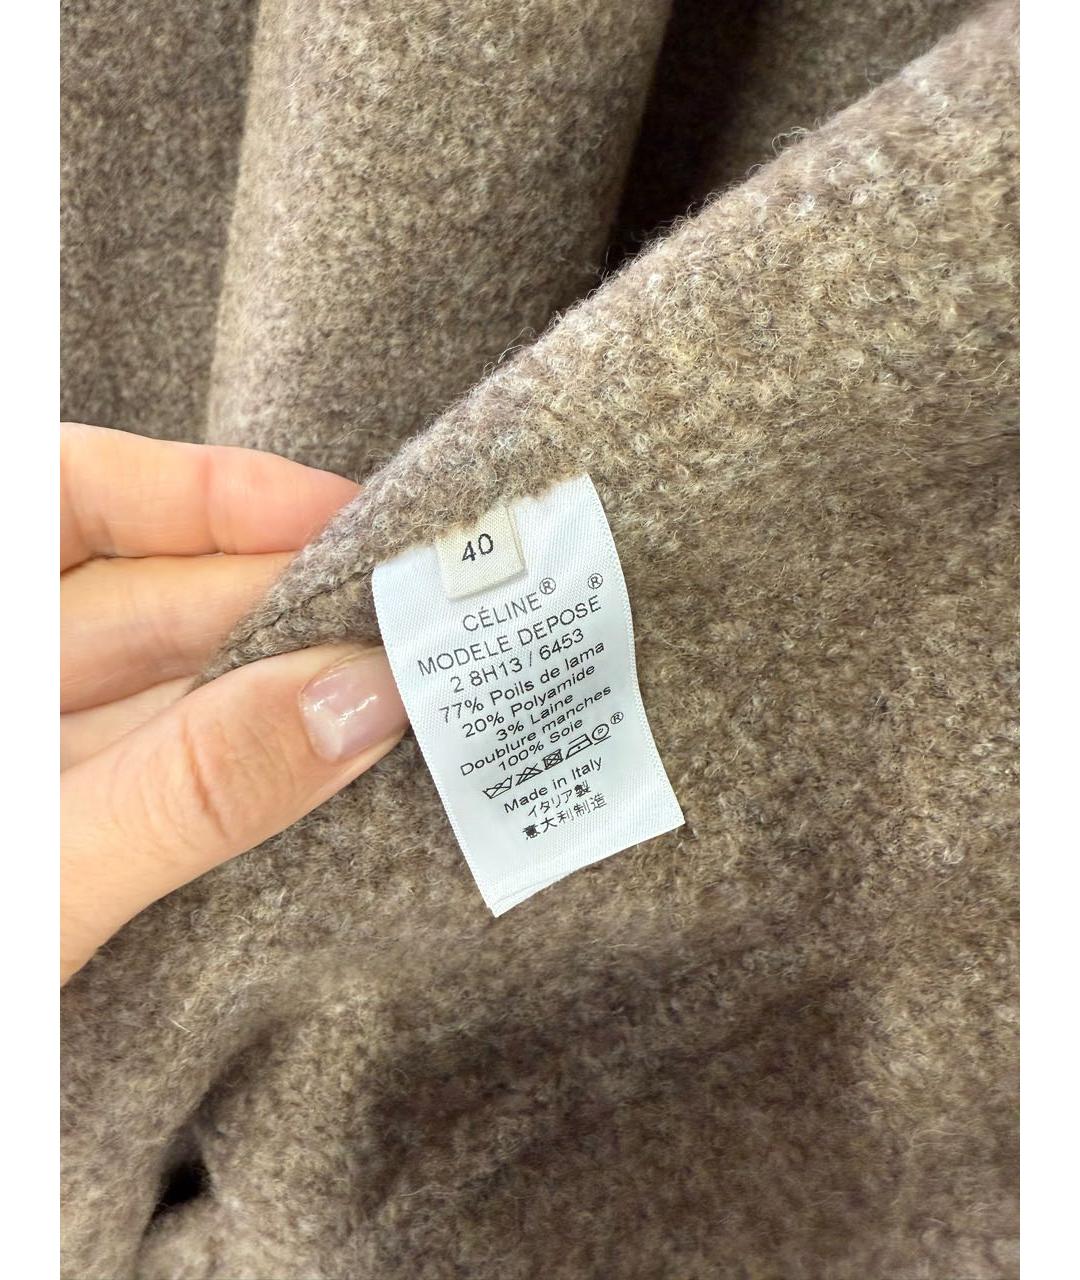 40
CÉLINE® ®
MODELE DEPOSE
2 8H13 / 6453
77% Poils de lama
20% Polyamide
3% Laine
Doublure manches
100% Soie
®
Made in Italy
イタリア製
意大利制造